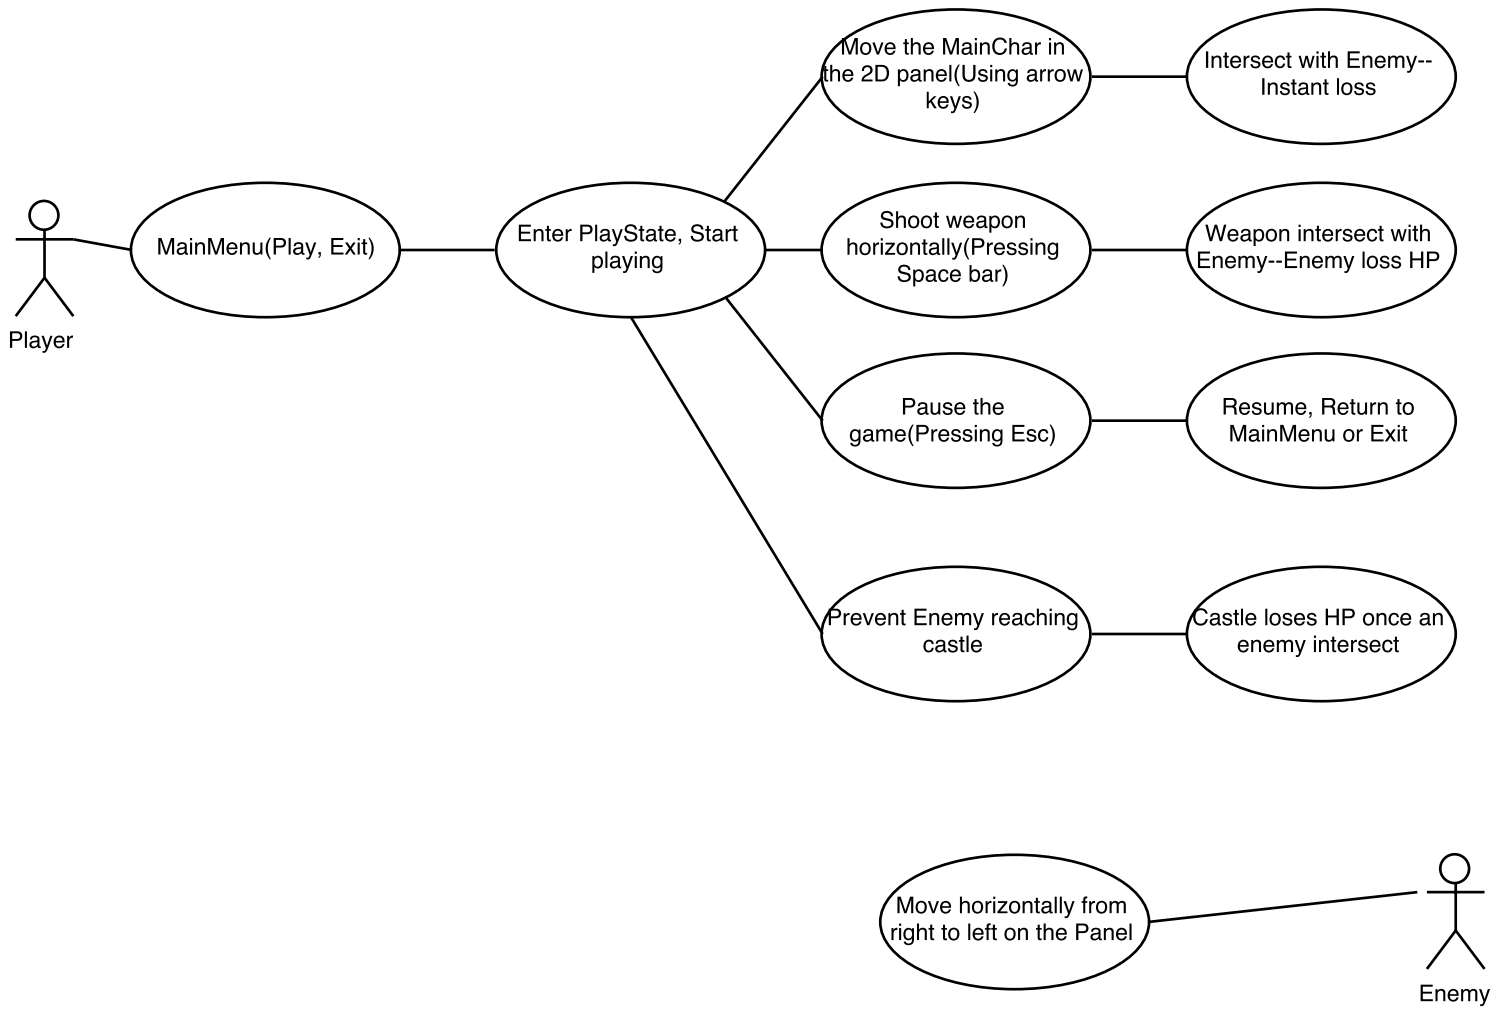 Move the MainChar in
the 2D panel(Using arrow
keys)
Intersect with Enemy--
Instant loss
Player
MainMenu(Play, Exit)
Enter PlayState, Start
playing
Shoot weapon
horizontally(Pressing
Space bar)
Weapon intersect with
Enemy--Enemy loss HP
Pause the
game(Pressing Esc)
Resume, Return to
MainMenu or Exit
Prevent Enemy reaching
castle
Castle loses HP once an
enemy intersect
Move horizontally from
right to left on the Panel
Enemy